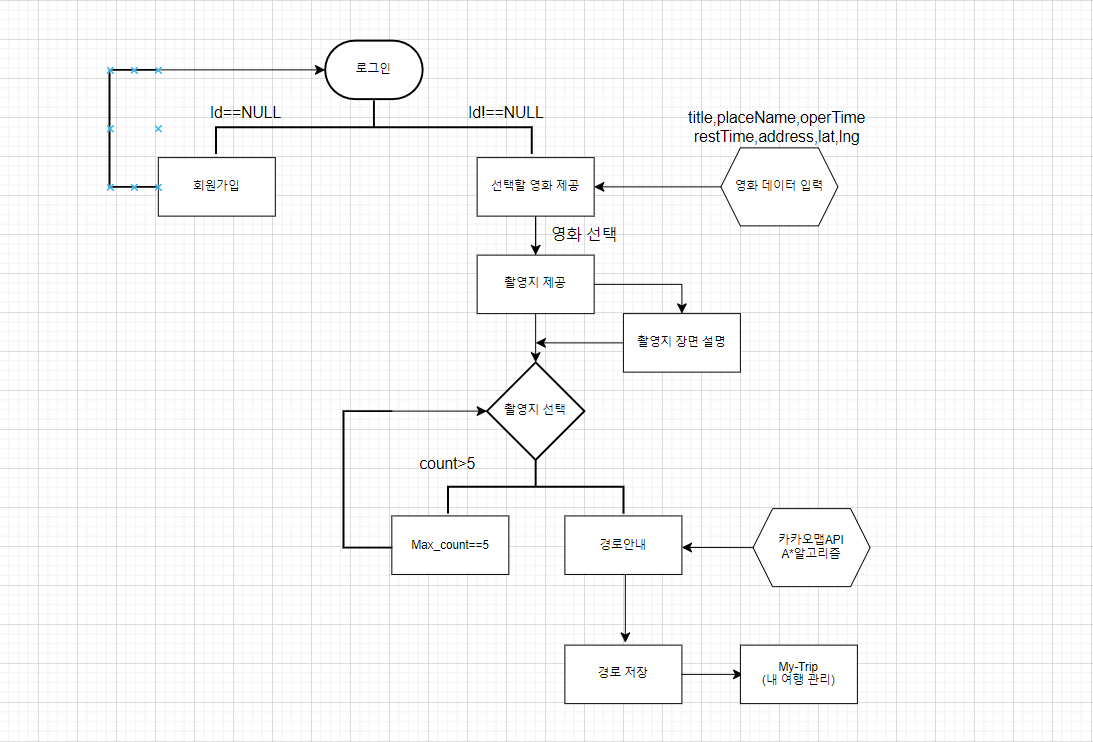 로그인
Id==NULL
Id!==NULL
title,placeName,operTime
restTime,address,lat,lng
회원가입
선택할 영화 제공
영화 데이터 입력
영화 선택
촬영지 제공
촬영지 장면 설명
촬영지 선택
count>5
Max_count==5
경로안내
카카오맵API
A*알고리즘
경로 저장
My-Trip
(내 여행 관리)